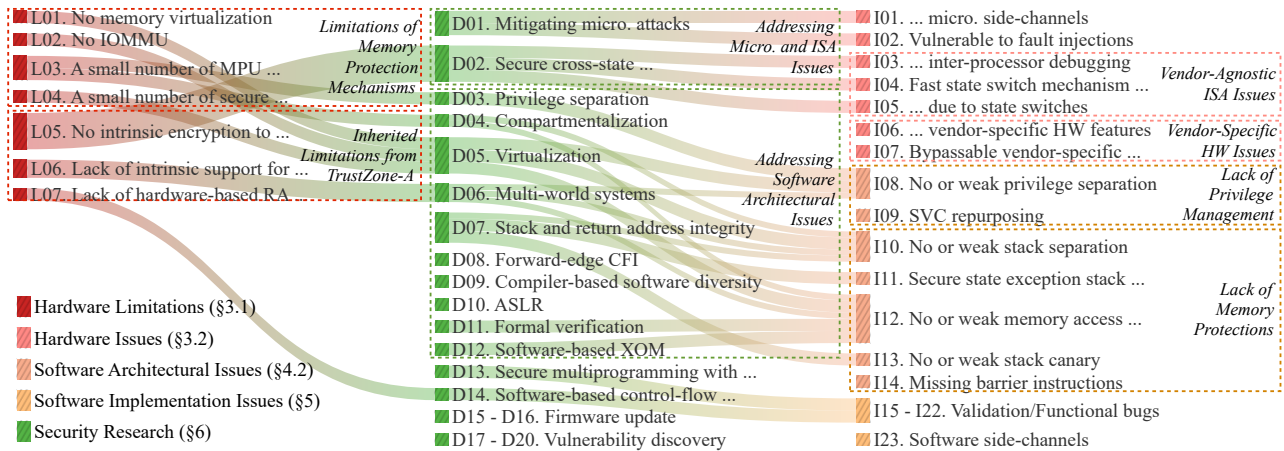 L01. No memory virtualization
L02. No IOMMU
L03. A small number of MPU ...
L04. A small number of secure ...
Limitations of
Memory
Protection
Mechanisms
L05. No intrinsic encryption to ...
L06. Lack of intrinsic support for ...
L07. Lack of hardware-based RA...
Inherited
Limitations from
TrustZone-A
Hardware Limitations (§3.1)
Hardware Issues (§3.2)
Software Architectural Issues (§4.2)
Software Implementation Issues (§5)
Security Research (§6)
D01. Mitigating micro. attacks
D02. Secure cross-state ...
Addressing
Micro. and ISA
Issues
D03. Privilege separation
D04. Compartmentalization
D05. Virtualization
D06. Multi-world systems
D07. Stack and return address integrity
D08. Forward-edge CFI
D09. Compiler-based software diversity
D10. ASLR
D11. Formal verification
D12. Software-based XOM
Addressing
Software
Architectural
Issues
D13. Secure multiprogramming with ...
D14. Software-based control-flow ...
D15 - D16. Firmware update
D17 - D20. Vulnerability discovery
I01. ... micro. side-channels
I02. Vulnerable to fault injections
I03. ... inter-processor debugging
I04. Fast state switch mechanism ...
I05. ... due to state switches
Vendor-Agnostic
ISA Issues
I06. ... vendor-specific HW features
I07. Bypassable vendor-specific ...
Vendor-Specific
HW Issues
I08. No or weak privilege separation
I09. SVC repurposing
Lack of
Privilege
Management
I10. No or weak stack separation
I11. Secure state exception stack ...
I12. No or weak memory access ...
I13. No or weak stack canary
I14. Missing barrier instructions
Lack of
Memory
Protections
I15 - I22. Validation/Functional bugs
I23. Software side-channels